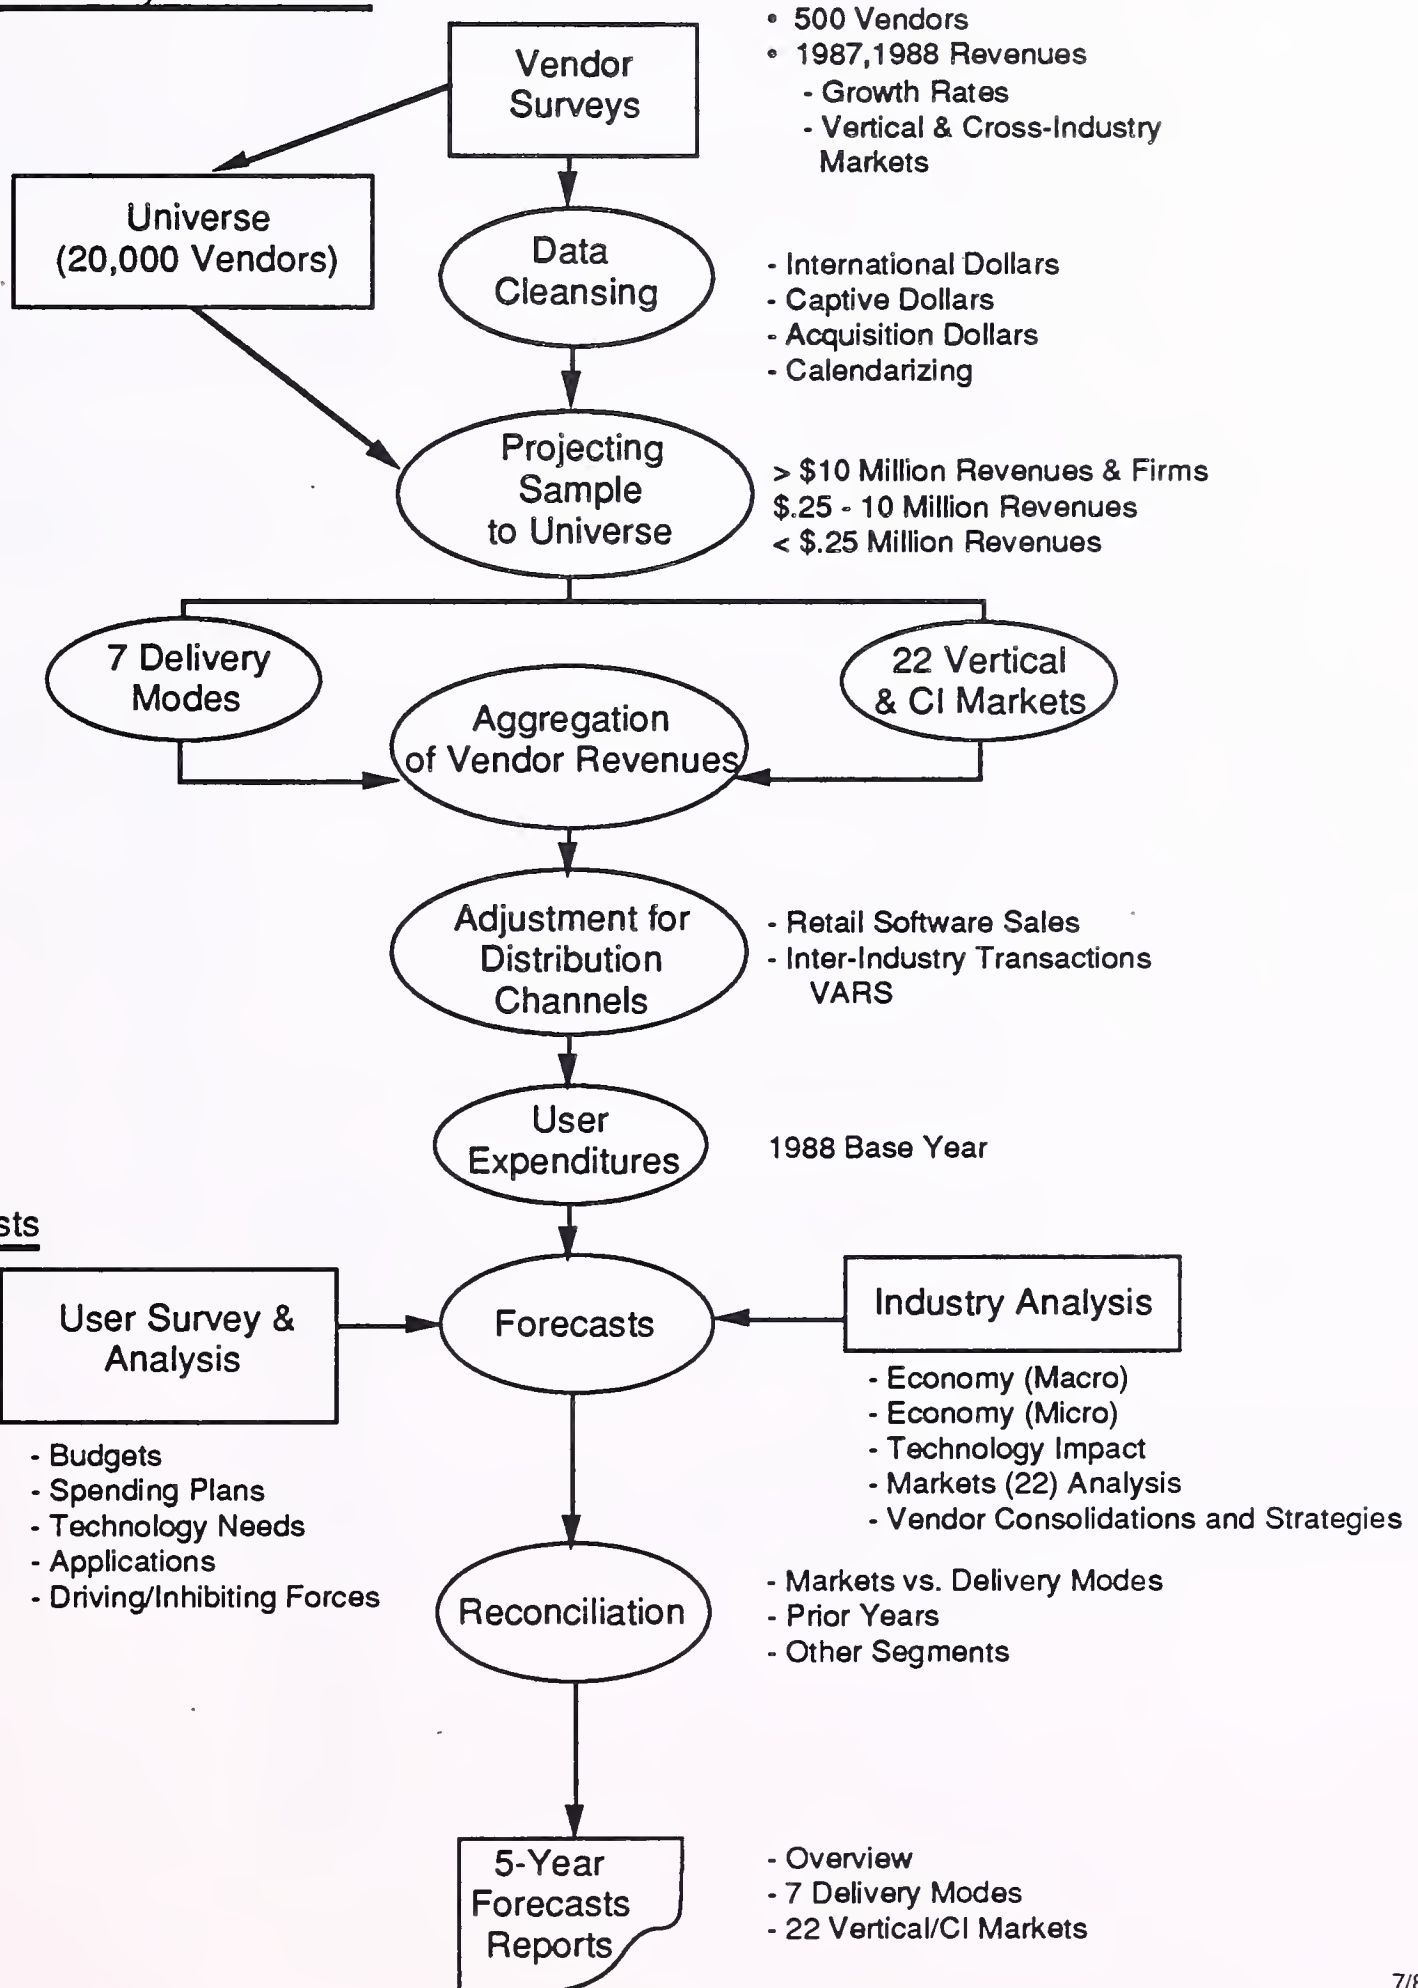 • 500 Vendors
• 1987,1988 Revenues
- Growth Rates
- Vertical & Cross-Industry
Markets
Vendor
Surveys
Universe
(20,000 Vendors)
Data
Cleansing
- International Dollars
- Captive Dollars
- Acquisition Dollars
- Calendarizing
Projecting
Sample
to Universe
> $10 Million Revenues & Firms
$.25 - 10 Million Revenues
< $.25 Million Revenues
7 Delivery
Modes
22 Vertical
& CI Markets
Aggregation
of Vendor Revenues
Adjustment for
Distribution
Channels
- Retail Software Sales
- Inter-Industry Transactions
VARS
User
Expenditures
1988 Base Year
sts
User Survey &
Analysis
Forecasts
Industry Analysis
- Economy (Macro)
- Economy (Micro)
- Technology Impact
- Markets (22) Analysis
- Vendor Consolidations and Strategies
- Budgets
- Spending Plans
- Technology Needs
- Applications
- Driving/Inhibiting Forces
Reconciliation
- Markets vs. Delivery Modes
- Prior Years
- Other Segments
5-Year
Forecasts
Reports
- Overview
- 7 Delivery Modes
- 22 Vertical/CI Markets